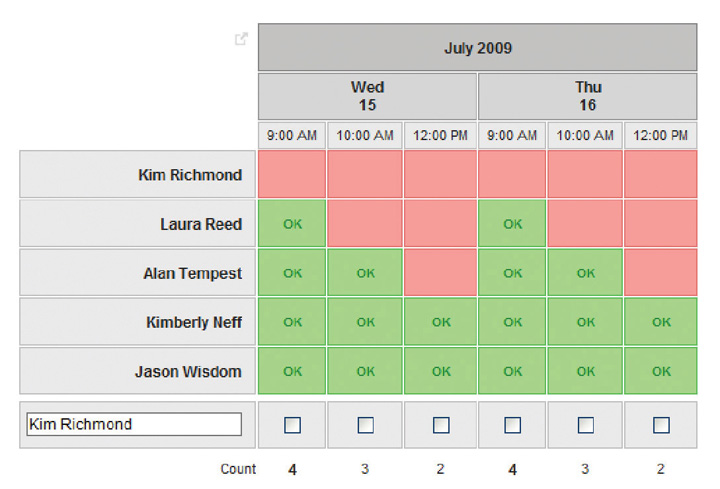 July 2009
Wed Thu
15 16
9:00 AM 10:00 AM 12:00 PM 9:00 AM 10:00 AM 12:00 PM
Kim Richmond
Laura Reed OK OK
Alan Tempest OK OK OK OK
Kimberly Neff OK OK OK OK OK OK
Jason Wisdom OK OK OK OK OK OK
Kim Richmond
Count 4 3 2 4 3 2